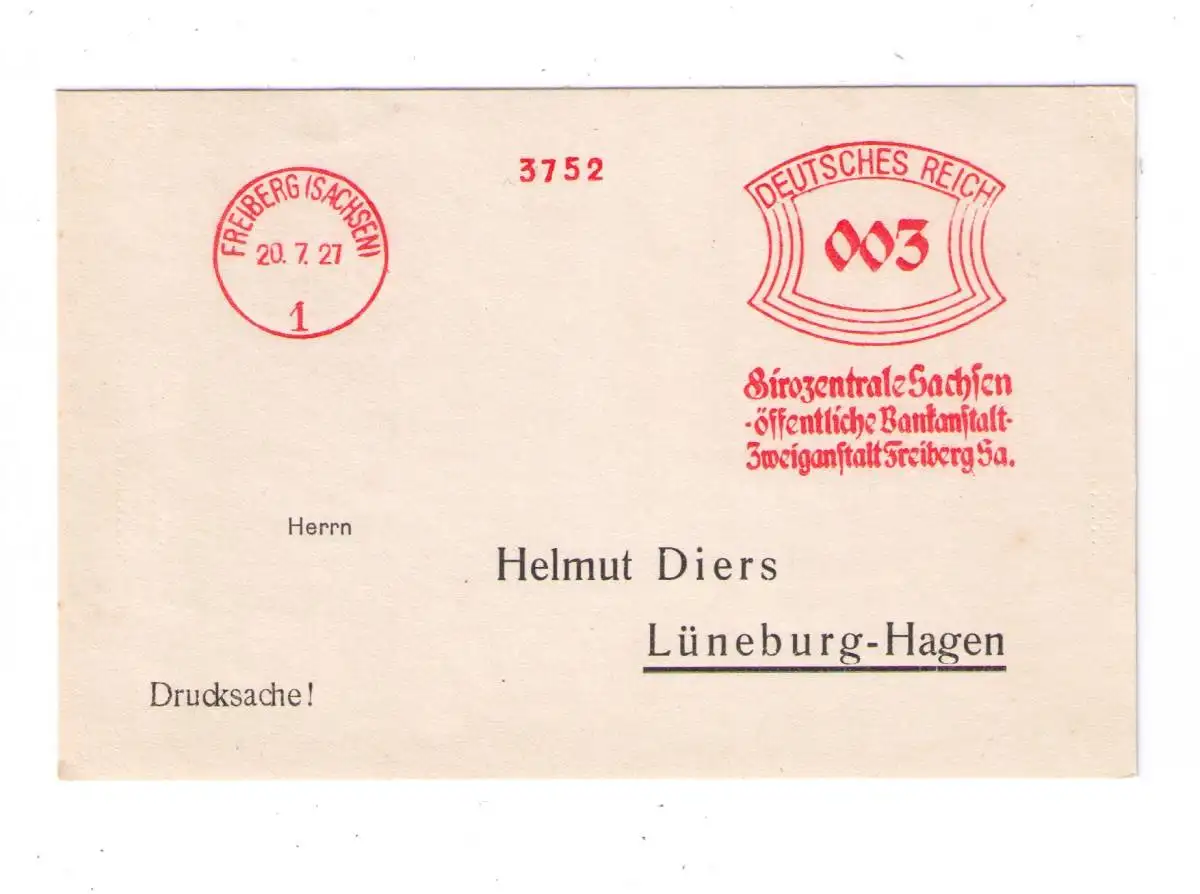 FREIBERG (SACHSEN)
20. 7. 27
1
3752
DEUTSCHES REICH
003
Girozentrale Sachsen
-öffentliche Bankanstalt-
Zweiganstalt Freiberg Sa.
Herrn
Helmut Diers
Lüneburg-Hagen
Drucksache!